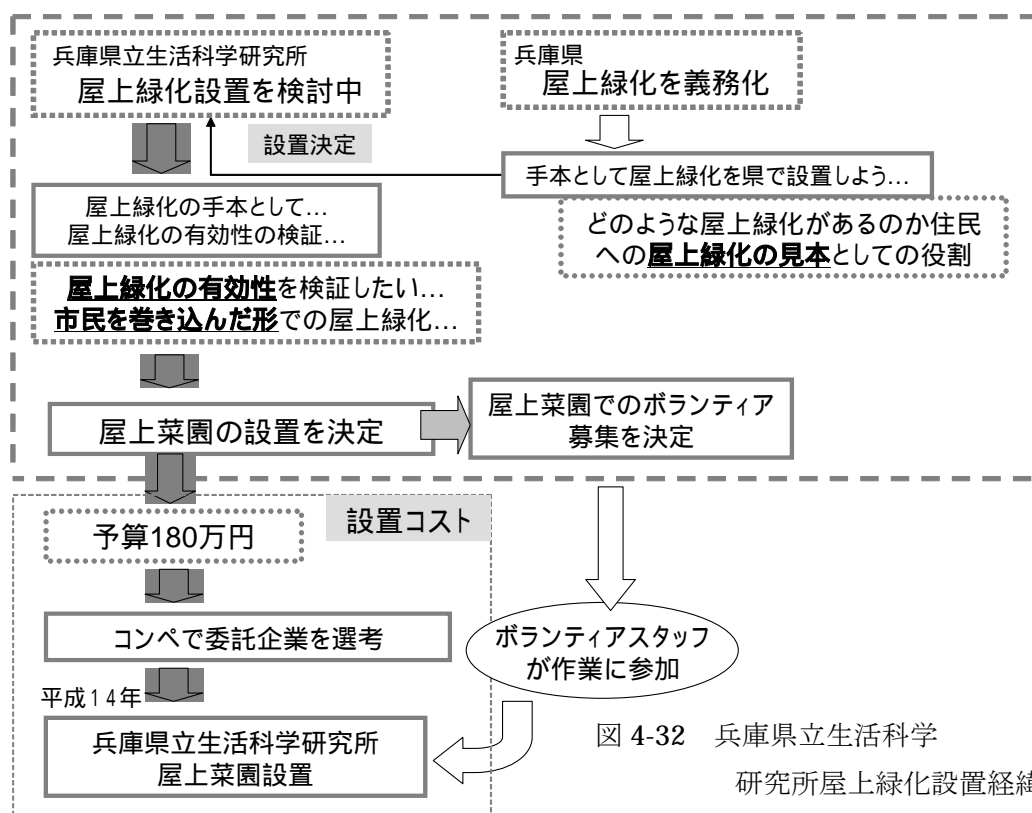 兵庫県立生活科学研究所
屋上緑化設置を検討中
兵庫県
屋上緑化を義務化
設置決定
手本として屋上緑化を県で設置しよう…
屋上緑化の手本として…
屋上緑化の有効性の検証…
どのような屋上緑化があるのか住民
への屋上緑化の見本としての役割
屋上緑化の有効性を検証したい…
市民を巻き込んだ形での屋上緑化…
屋上菜園の設置を決定
屋上菜園でのボランティア
募集を決定
設置コスト
予算180万円
コンペで委託企業を選考
ボランティアスタッフ
が作業に参加
平成14年
兵庫県立生活科学研究所
屋上菜園設置
図 4-32 兵庫県立生活科学
研究所屋上緑化設置経緯